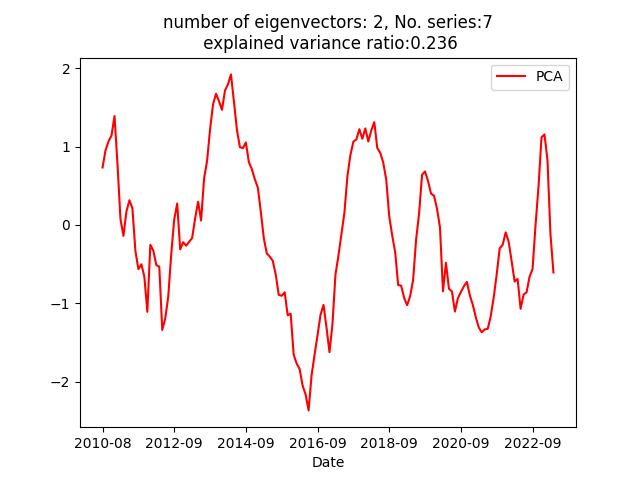 number of eigenvectors: 2, No. series:7
explained variance ratio:0.236
PCA
2
1
0
−1
−2
2010-08 2012-09 2014-09 2016-09 2018-09 2020-09 2022-09
Date